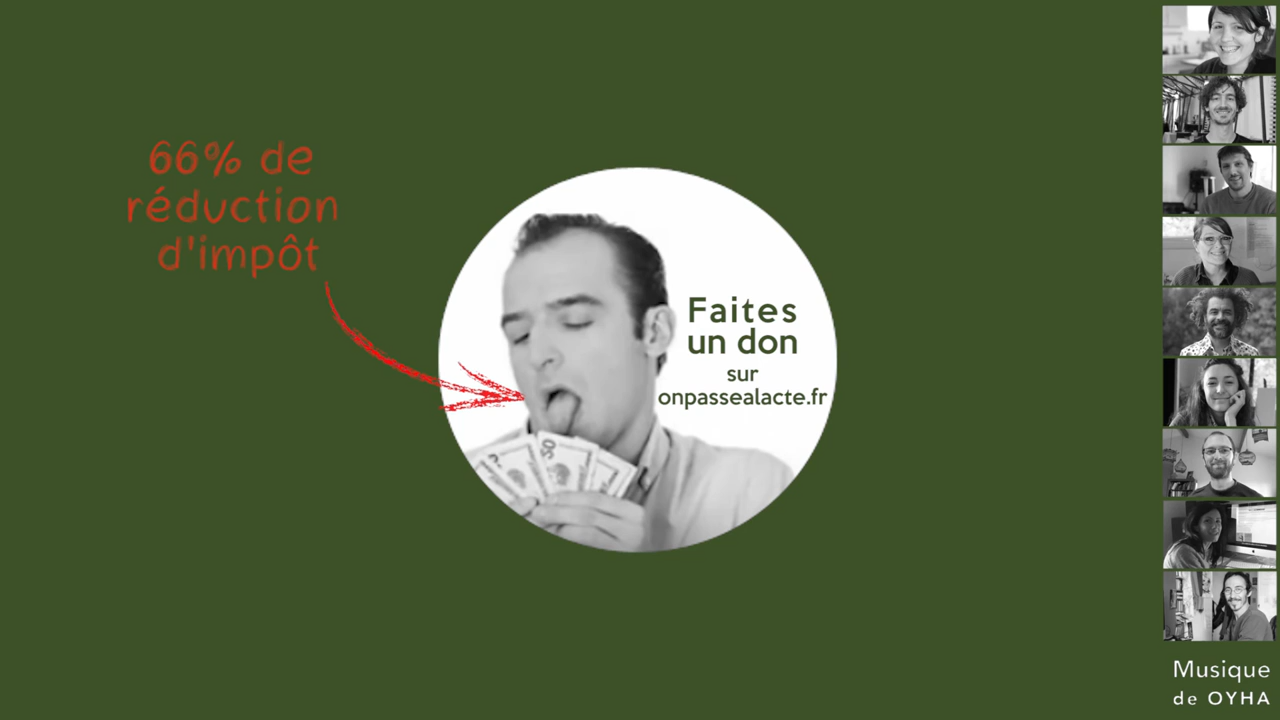 66% de
réduction
d'impôt
Faites
un don
sur
onpassealacte.fr
Musique
de OYHA